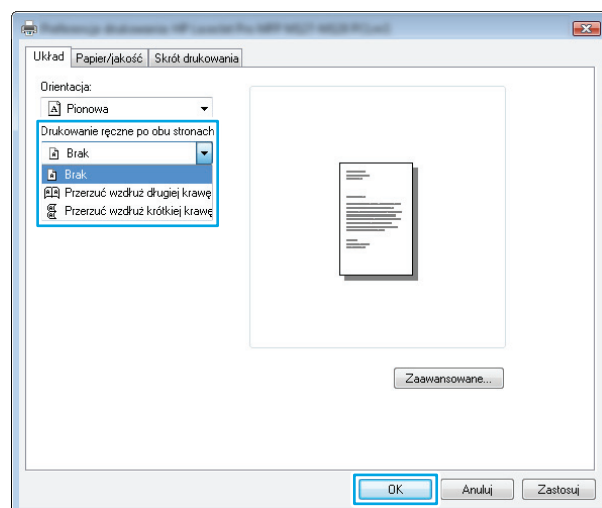 Układ Papier/jakość Skrót drukowania
Orientacja:
Pionowa
Drukowanie ręczne po obu stronach
Brak
Brak
Przerzuć wzdłuż długiej krawę
Przerzuć wzdłuż krótkiej krawę
Zaawansowane...
OK Anuluj Zastosuj